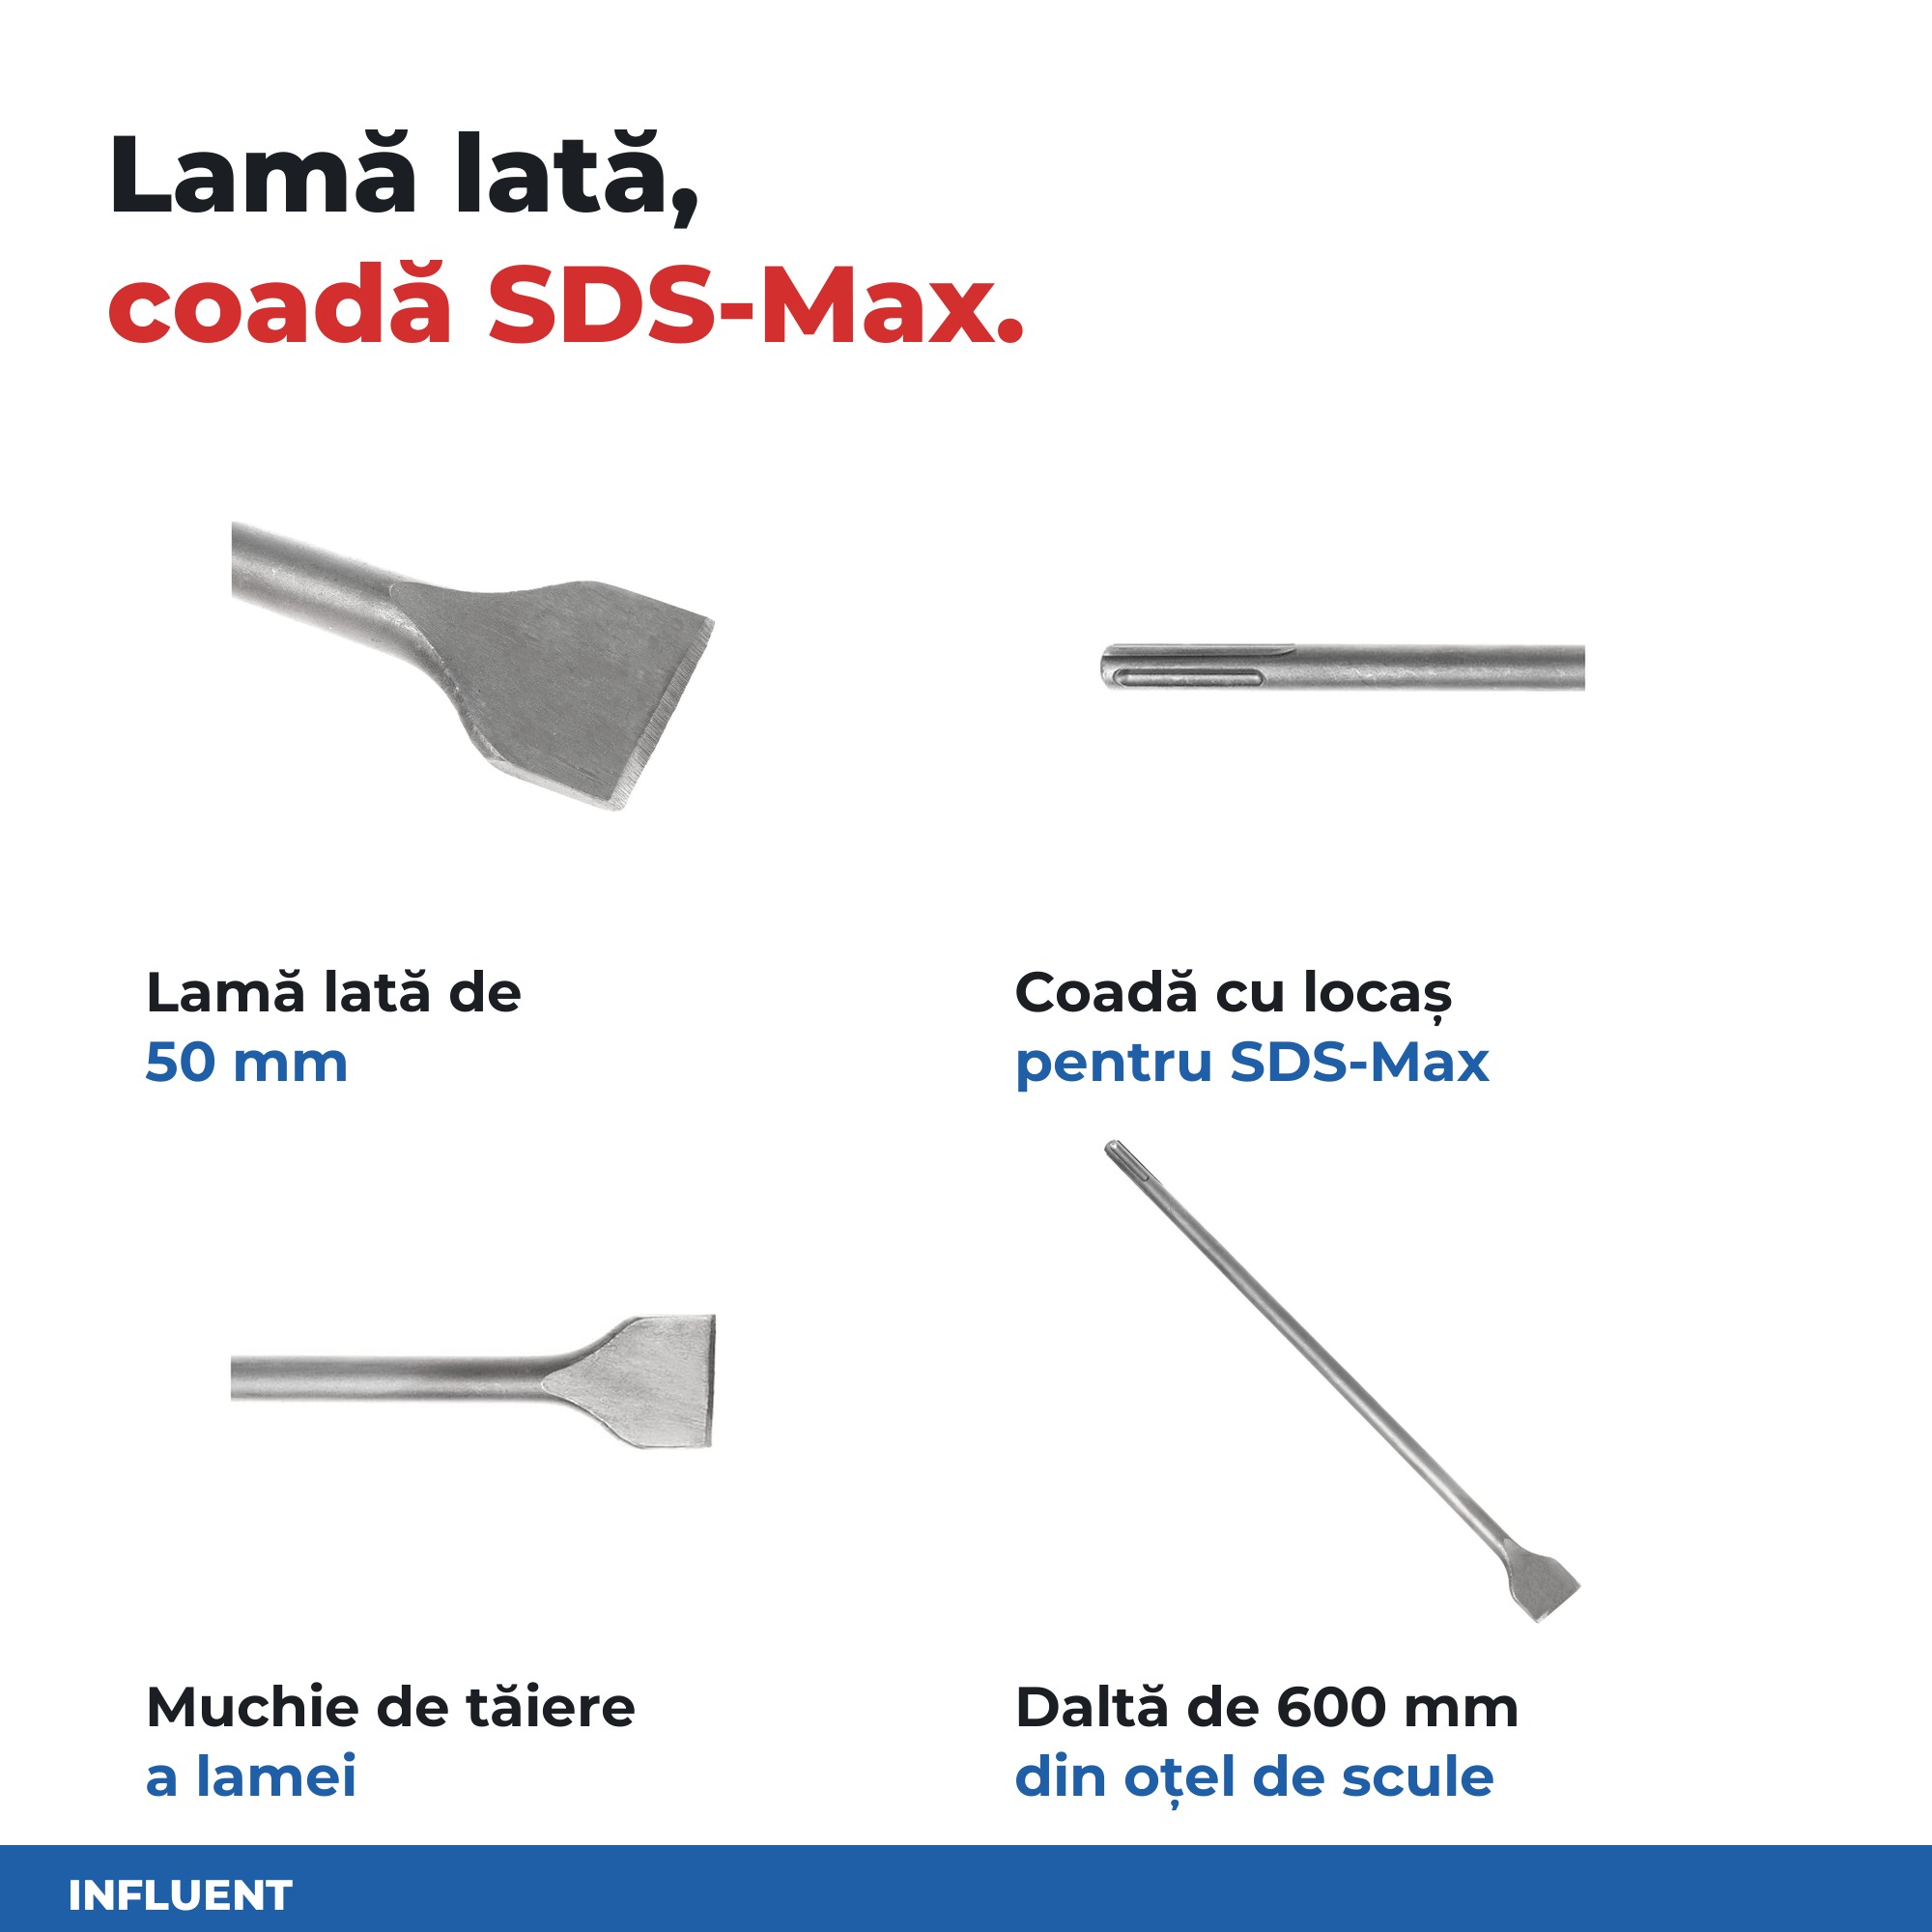 Lamă lată,
coadă SDS-Max.
Lamă lată de
50 mm
Coadă cu locaș
pentru SDS-Max
Muchie de tăiere
a lamei
Daltă de 600 mm
din oțel de scule
INFLUENT